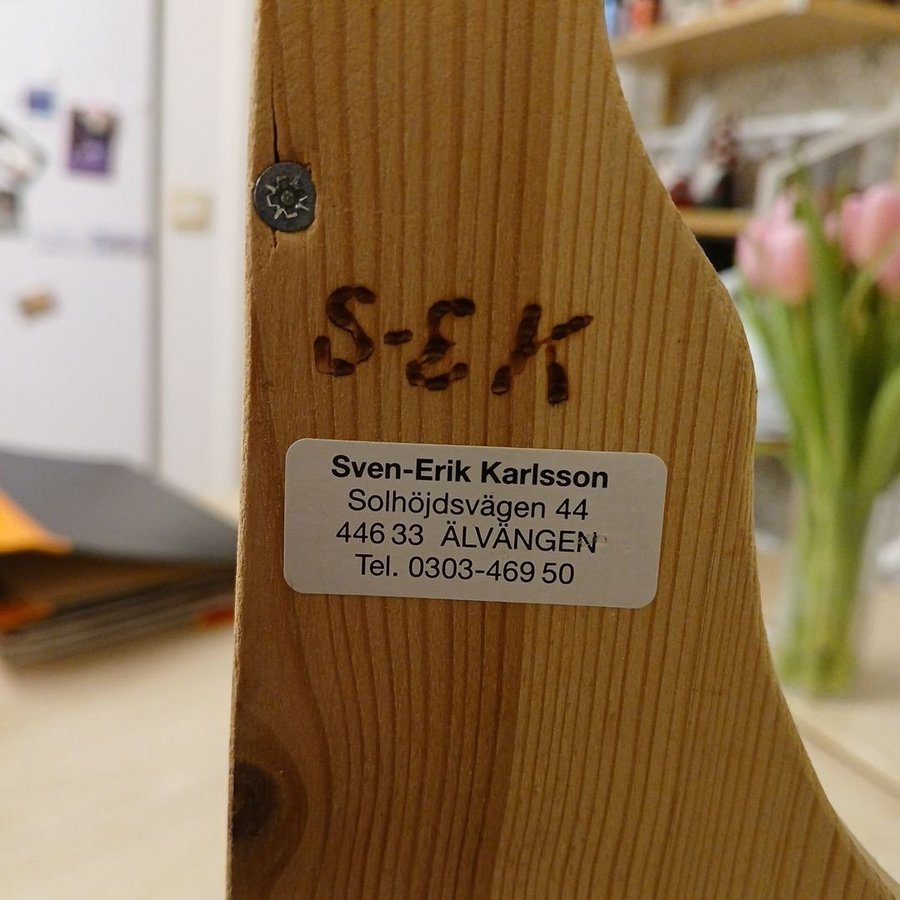 S-EK
Sven-Erik Karlsson
Solhöjdsvägen 44
446 33 ÄLVÄNGEN
Tel. 0303-469 50